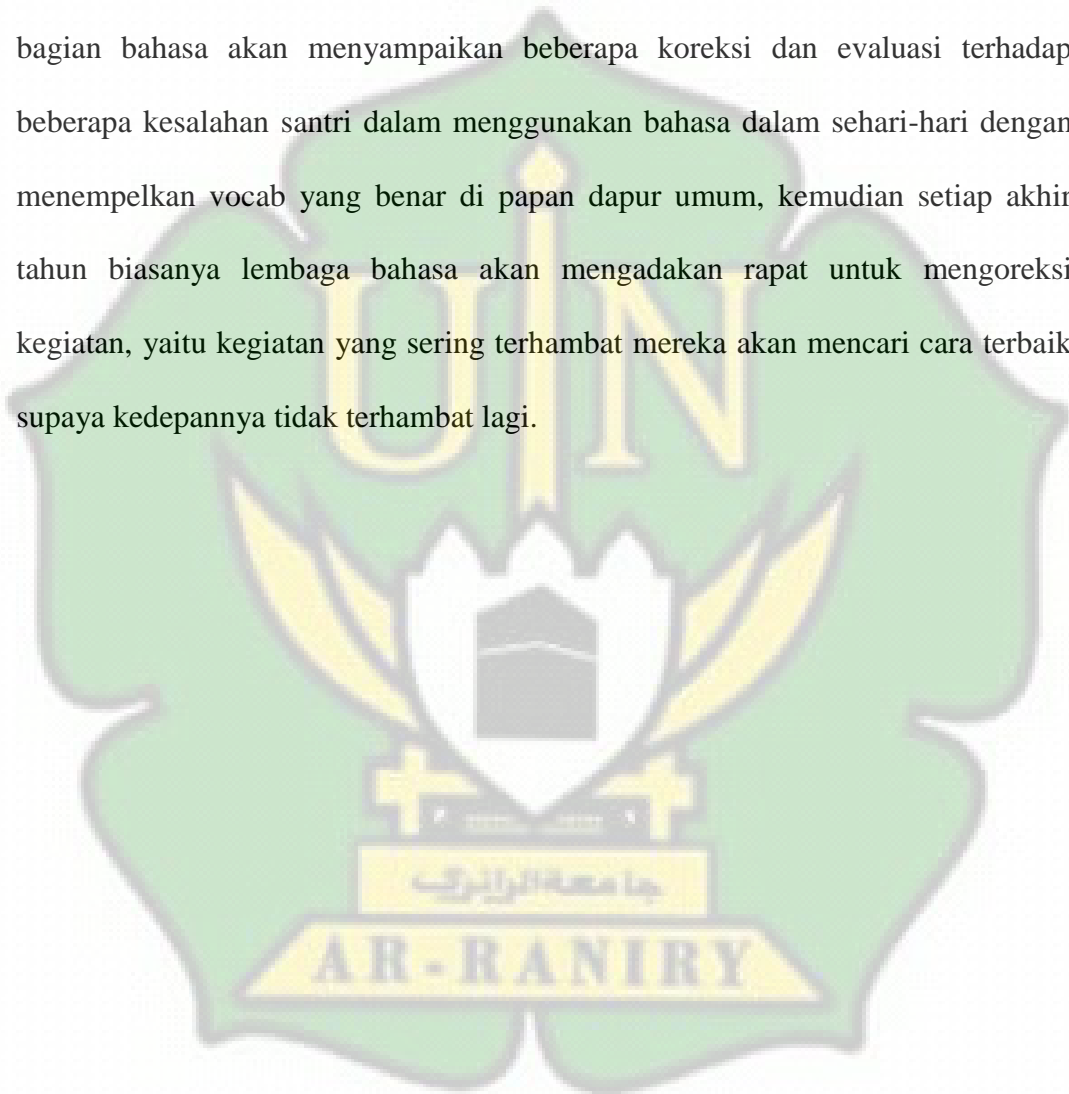 bagian bahasa akan menyampaikan beberapa koreksi dan evaluasi terhadap
beberapa kesalahan santri dalam menggunakan bahasa dalam sehari-hari dengan
menempelkan vocab yang benar di papan dapur umum, kemudian setiap akhir
tahun biasanya lembaga bahasa akan mengadakan rapat untuk mengoreksi
kegiatan, yaitu kegiatan yang sering terhambat mereka akan mencari cara terbaik
supaya kedepannya tidak terhambat lagi.
UIN
جامعة الرانري
AR-RANIRY